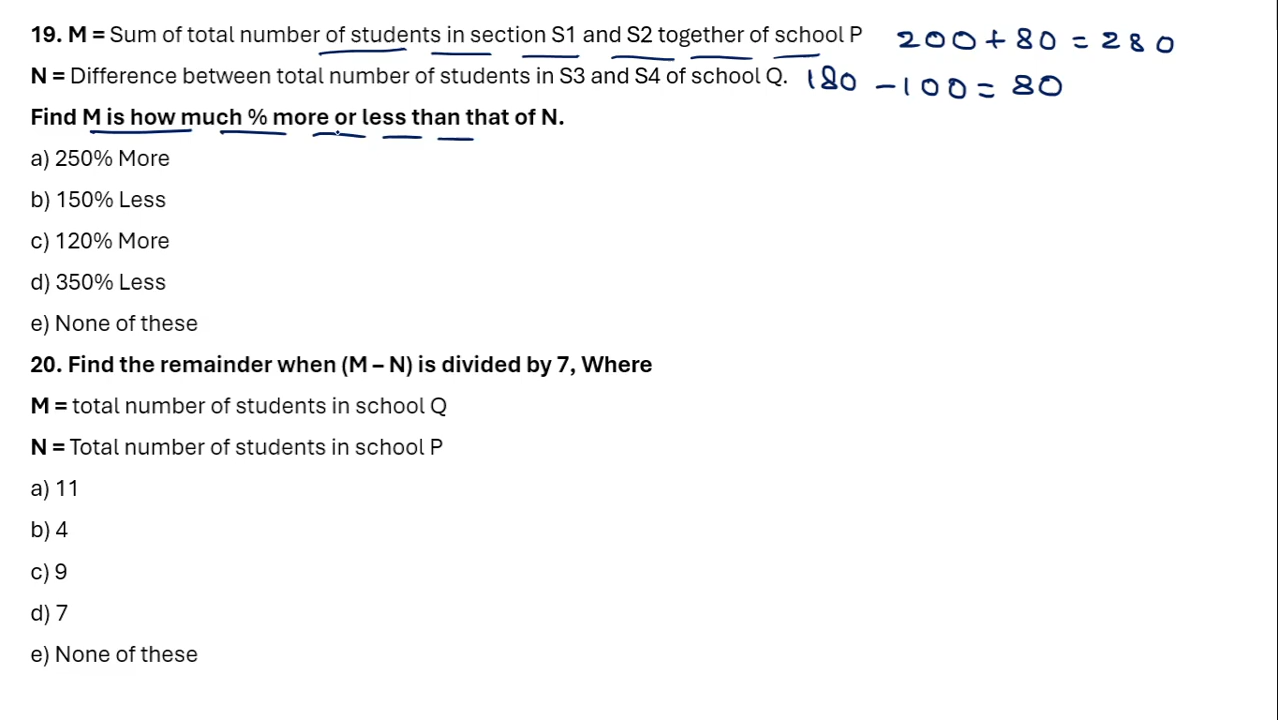 19. M = Sum of total number of students in section S1 and S2 together of school P 200 + 80 = 280
N = Difference between total number of students in S3 and S4 of school Q. 180 - 100 = 80
Find M is how much % more or less than that of N.
a) 250% More
b) 150% Less
c) 120% More
d) 350% Less
e) None of these
20. Find the remainder when (M – N) is divided by 7, Where
M = total number of students in school Q
N = Total number of students in school P
a) 11
b) 4
c) 9
d) 7
e) None of these